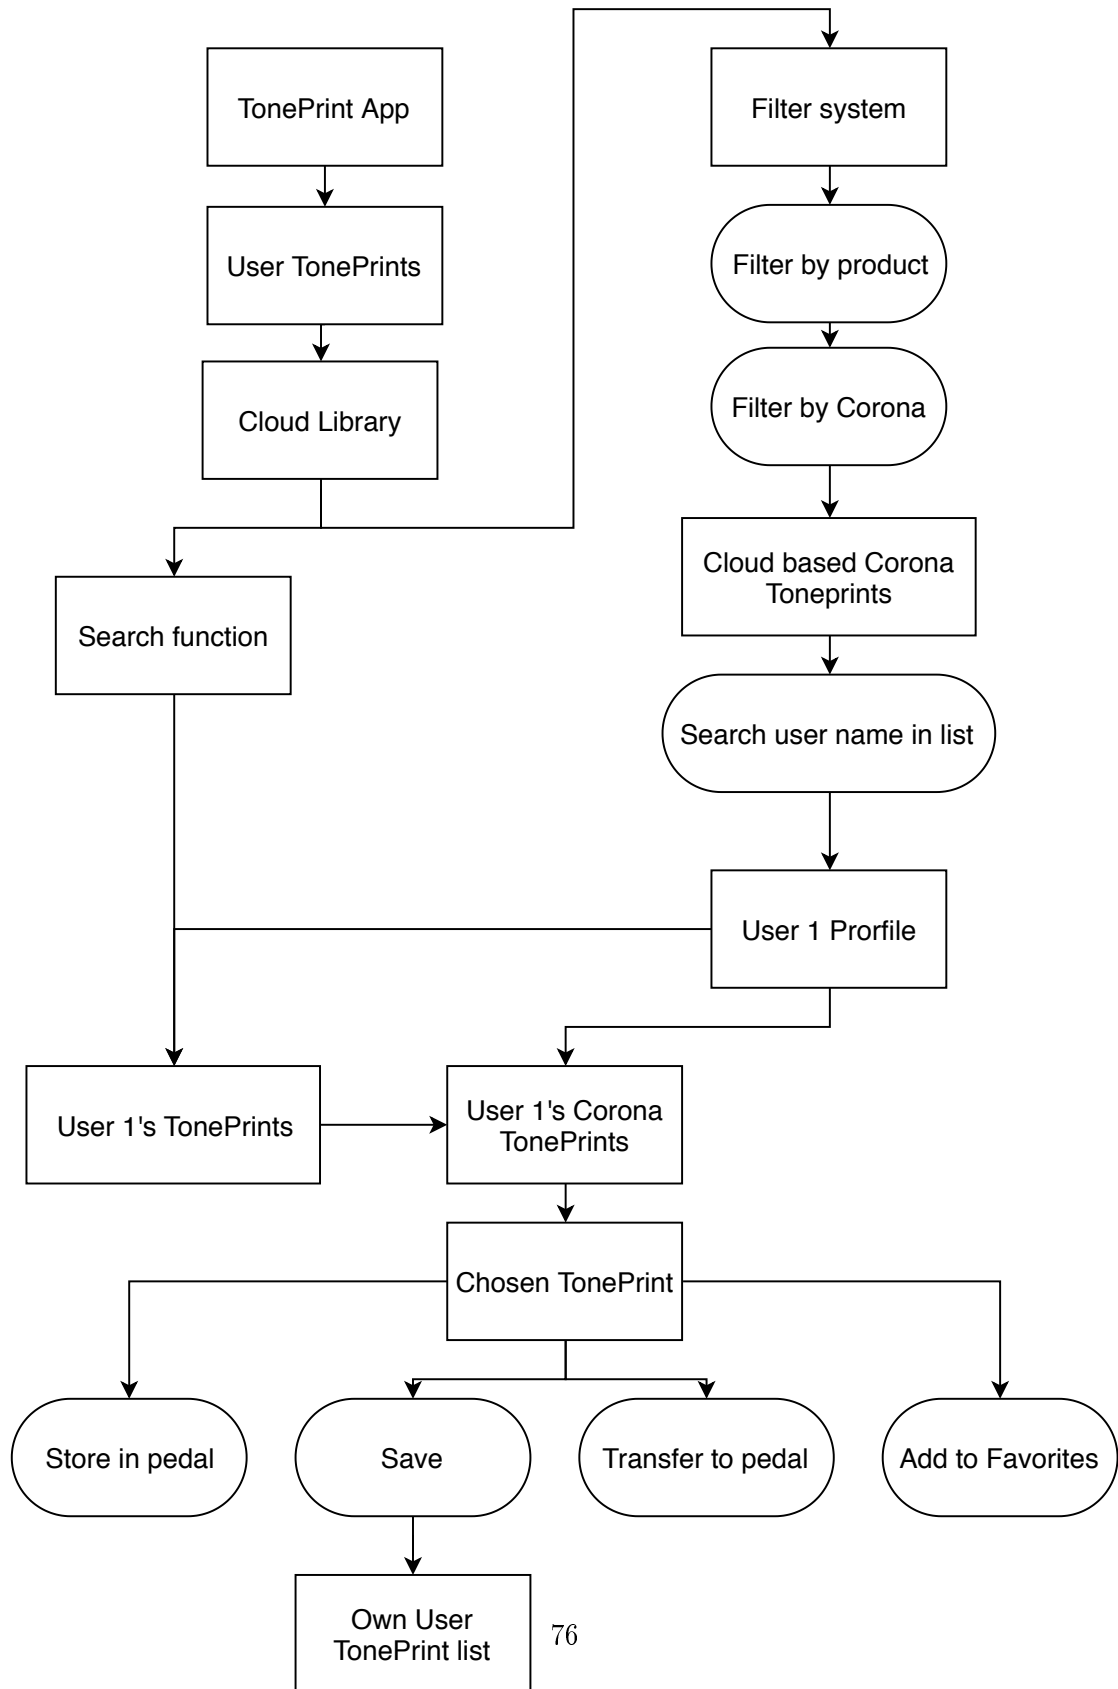 TonePrint App
User TonePrints
Cloud Library
Search function
Filter system
Filter by product
Filter by Corona
Cloud based Corona
Toneprints
Search user name in list
User 1 Prorfile
User 1's TonePrints
User 1's Corona
TonePrints
Chosen TonePrint
Store in pedal
Save
Transfer to pedal
Add to Favorites
Own User
TonePrint list
76